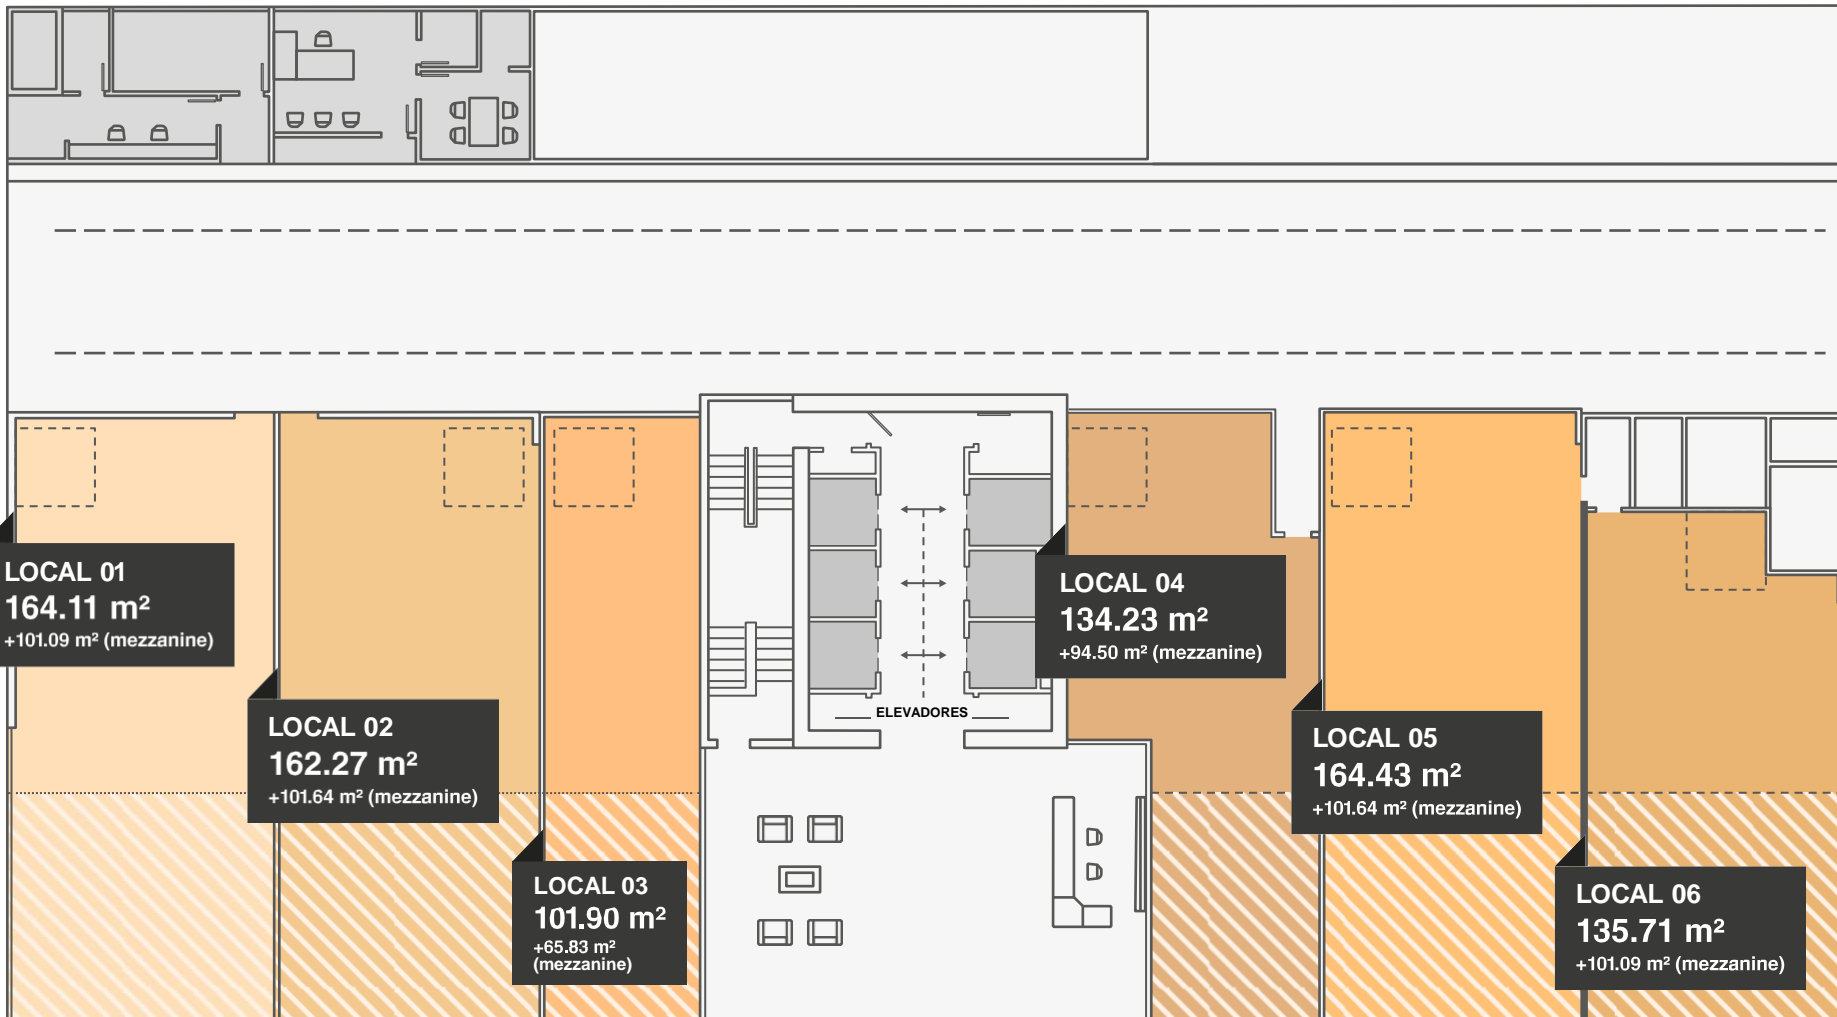 LOCAL 01
164.11 m²
+101.09 m² (mezzanine)
LOCAL 02
162.27 m²
+101.64 m² (mezzanine)
LOCAL 03
101.90 m²
+65.83 m²
(mezzanine)
ELEVADORES
LOCAL 04
134.23 m²
+94.50 m² (mezzanine)
LOCAL 05
164.43 m²
+101.64 m² (mezzanine)
LOCAL 06
135.71 m²
+101.09 m² (mezzanine)